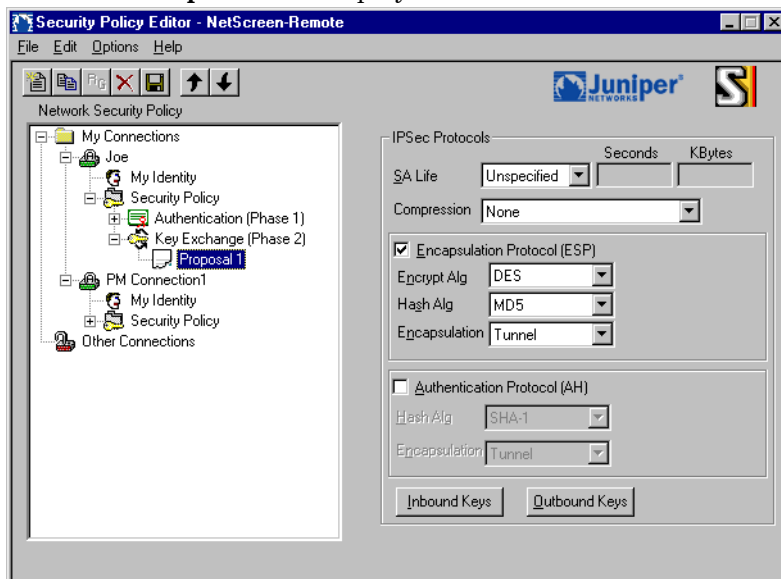 Security Policy Editor - NetScreen-Remote
File Edit Options Help
Juniper
NETWORKS
Network Security Policy
My Connections
Joe
My Identity
Security Policy
Authentication (Phase 1)
Key Exchange (Phase 2)
Proposal 1
PM Connection1
My Identity
Security Policy
Other Connections
IPSec Protocols
Seconds KBytes
SA Life Unspecified
Compression None
Encapsulation Protocol (ESP)
Encrypt Alg DES
Hash Alg MD5
Encapsulation Tunnel
Authentication Protocol (AH)
Hash Alg SHA-1
Encapsulation Tunnel
Inbound Keys Outbound Keys